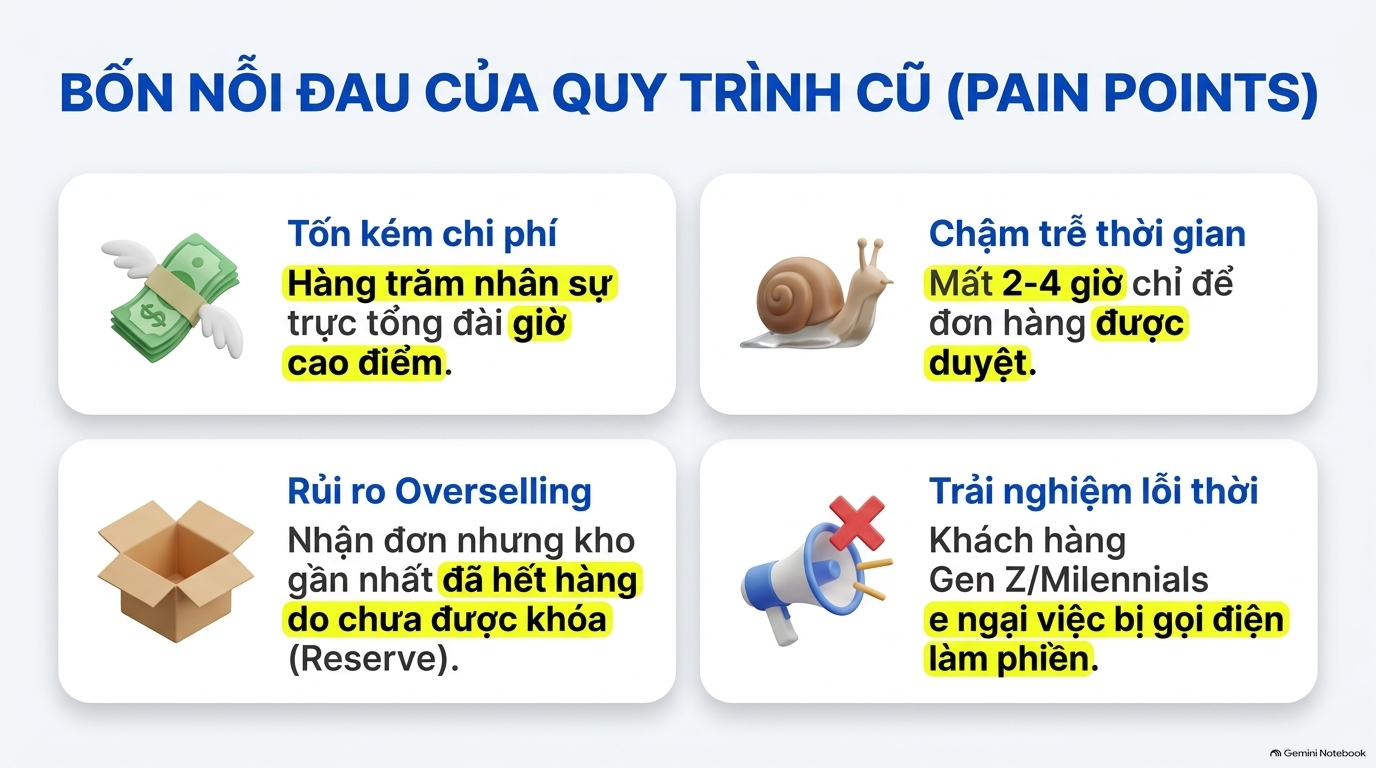 BỐN NỖI ĐAU CỦA QUY TRÌNH CŨ (PAIN POINTS)
Tốn kém chi phí
Hàng trăm nhân sự
trực tổng đài giờ
cao điểm.
Chậm trễ thời gian
Mất 2-4 giờ chỉ để
đơn hàng được
duyệt.
Rủi ro Overselling
Nhận đơn nhưng kho
gần nhất đã hết hàng
do chưa được khóa
(Reserve).
Trải nghiệm lỗi thời
Khách hàng
Gen Z/Milennials
e ngại việc bị gọi điện
làm phiền.
Gemini Notebook